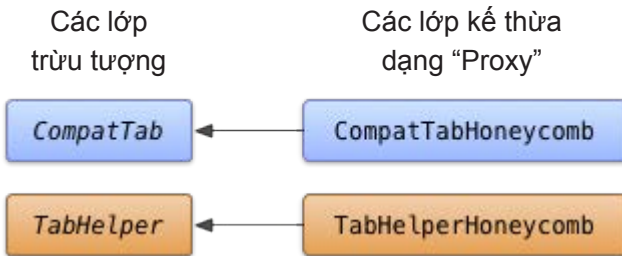 Các lớp
trừu tượng
Các lớp kế thừa
dạng “Proxy”
CompatTab
CompatTabHoneycomb
TabHelper
TabHelperHoneycomb